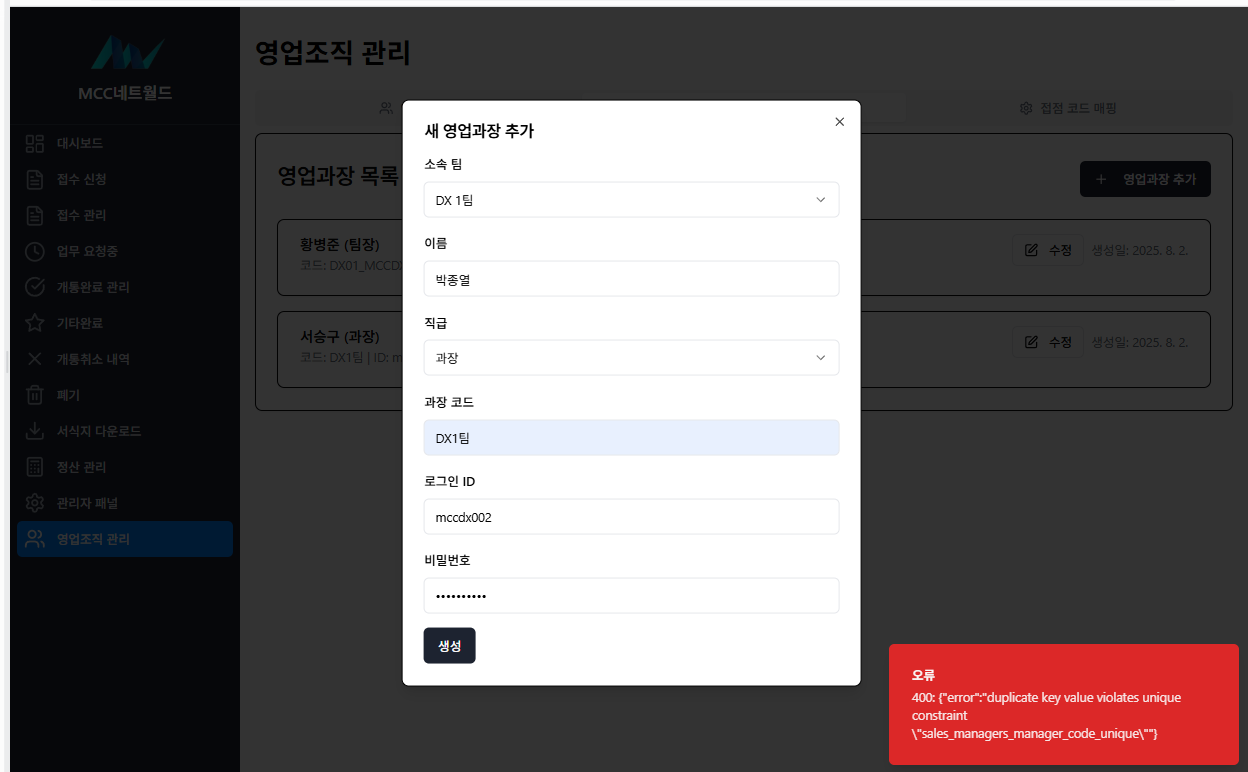 MCC네트월드
대시보드
접수 신청
접수 관리
업무 요청중
개통완료 관리
기타완료
개통취소 내역
폐기
서식지 다운로드
정산 관리
관리자 패널
영업조직 관리
영업조직 관리
접점 코드 매핑
영업과장 목록
+ 영업과장 추가
황병준 (팀장)
코드: DX01_MCCD
수정
생성일: 2025. 8. 2.
서승구 (과장)
코드: DX1팀 | ID: m
수정
생성일: 2025. 8. 2.
새 영업과장 추가
소속 팀
DX 1팀
이름
박종열
직급
과장
과장 코드
DX1팀
로그인 ID
mccdx002
비밀번호
••••••••••
생성
오류
400: {"error":"duplicate key value violates unique
constraint
\"sales_managers_manager_code_unique\""}